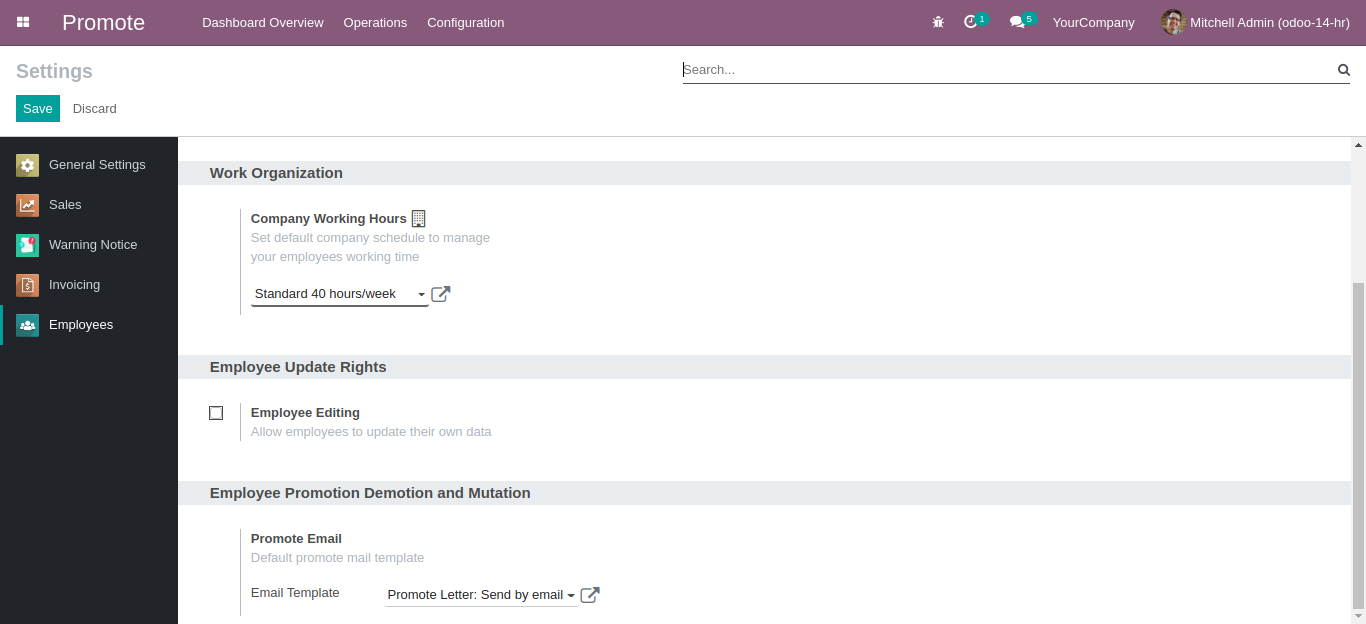 Promote
Dashboard Overview
Operations
Configuration
1
5
YourCompany
Mitchell Admin (odoo-14-hr)
Settings
Search...
Save
Discard
General Settings
Sales
Warning Notice
Invoicing
Employees
Work Organization
Company Working Hours
Set default company schedule to manage
your employees working time
Standard 40 hours/week
Employee Update Rights
Employee Editing
Allow employees to update their own data
Employee Promotion Demotion and Mutation
Promote Email
Default promote mail template
Email Template
Promote Letter: Send by email